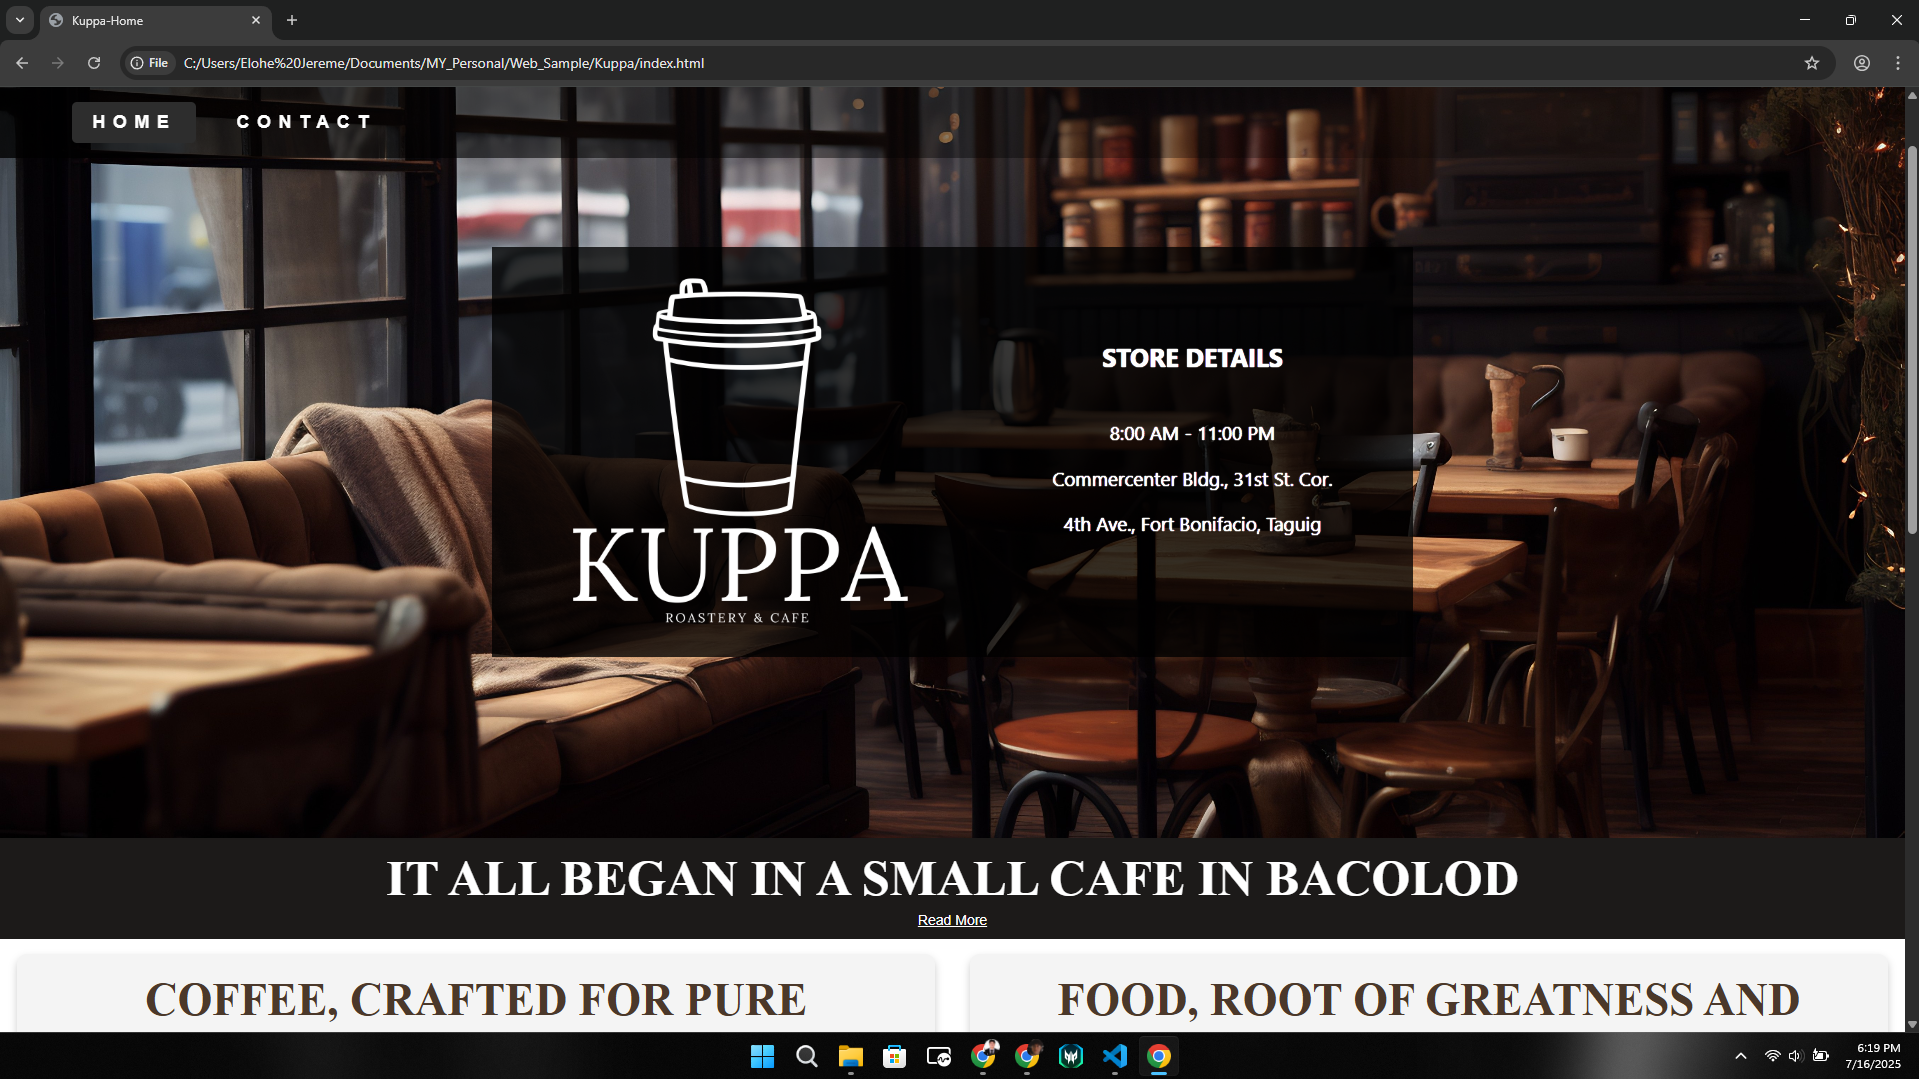 Kuppa-Home
File
C:/Users/Elohe%20Jereme/Documents/MY_Personal/Web_Sample/Kuppa/index.html
HOME
CONTACT
KUPPA
ROASTERY & CAFE
STORE DETAILS
8:00 AM - 11:00 PM
Commercenter Bldg., 31st St. Cor.
4th Ave., Fort Bonifacio, Taguig
IT ALL BEGAN IN A SMALL CAFE IN BACOLOD
Read More
COFFEE, CRAFTED FOR PURE
FOOD, ROOT OF GREATNESS AND
6:19 PM
7/16/2025